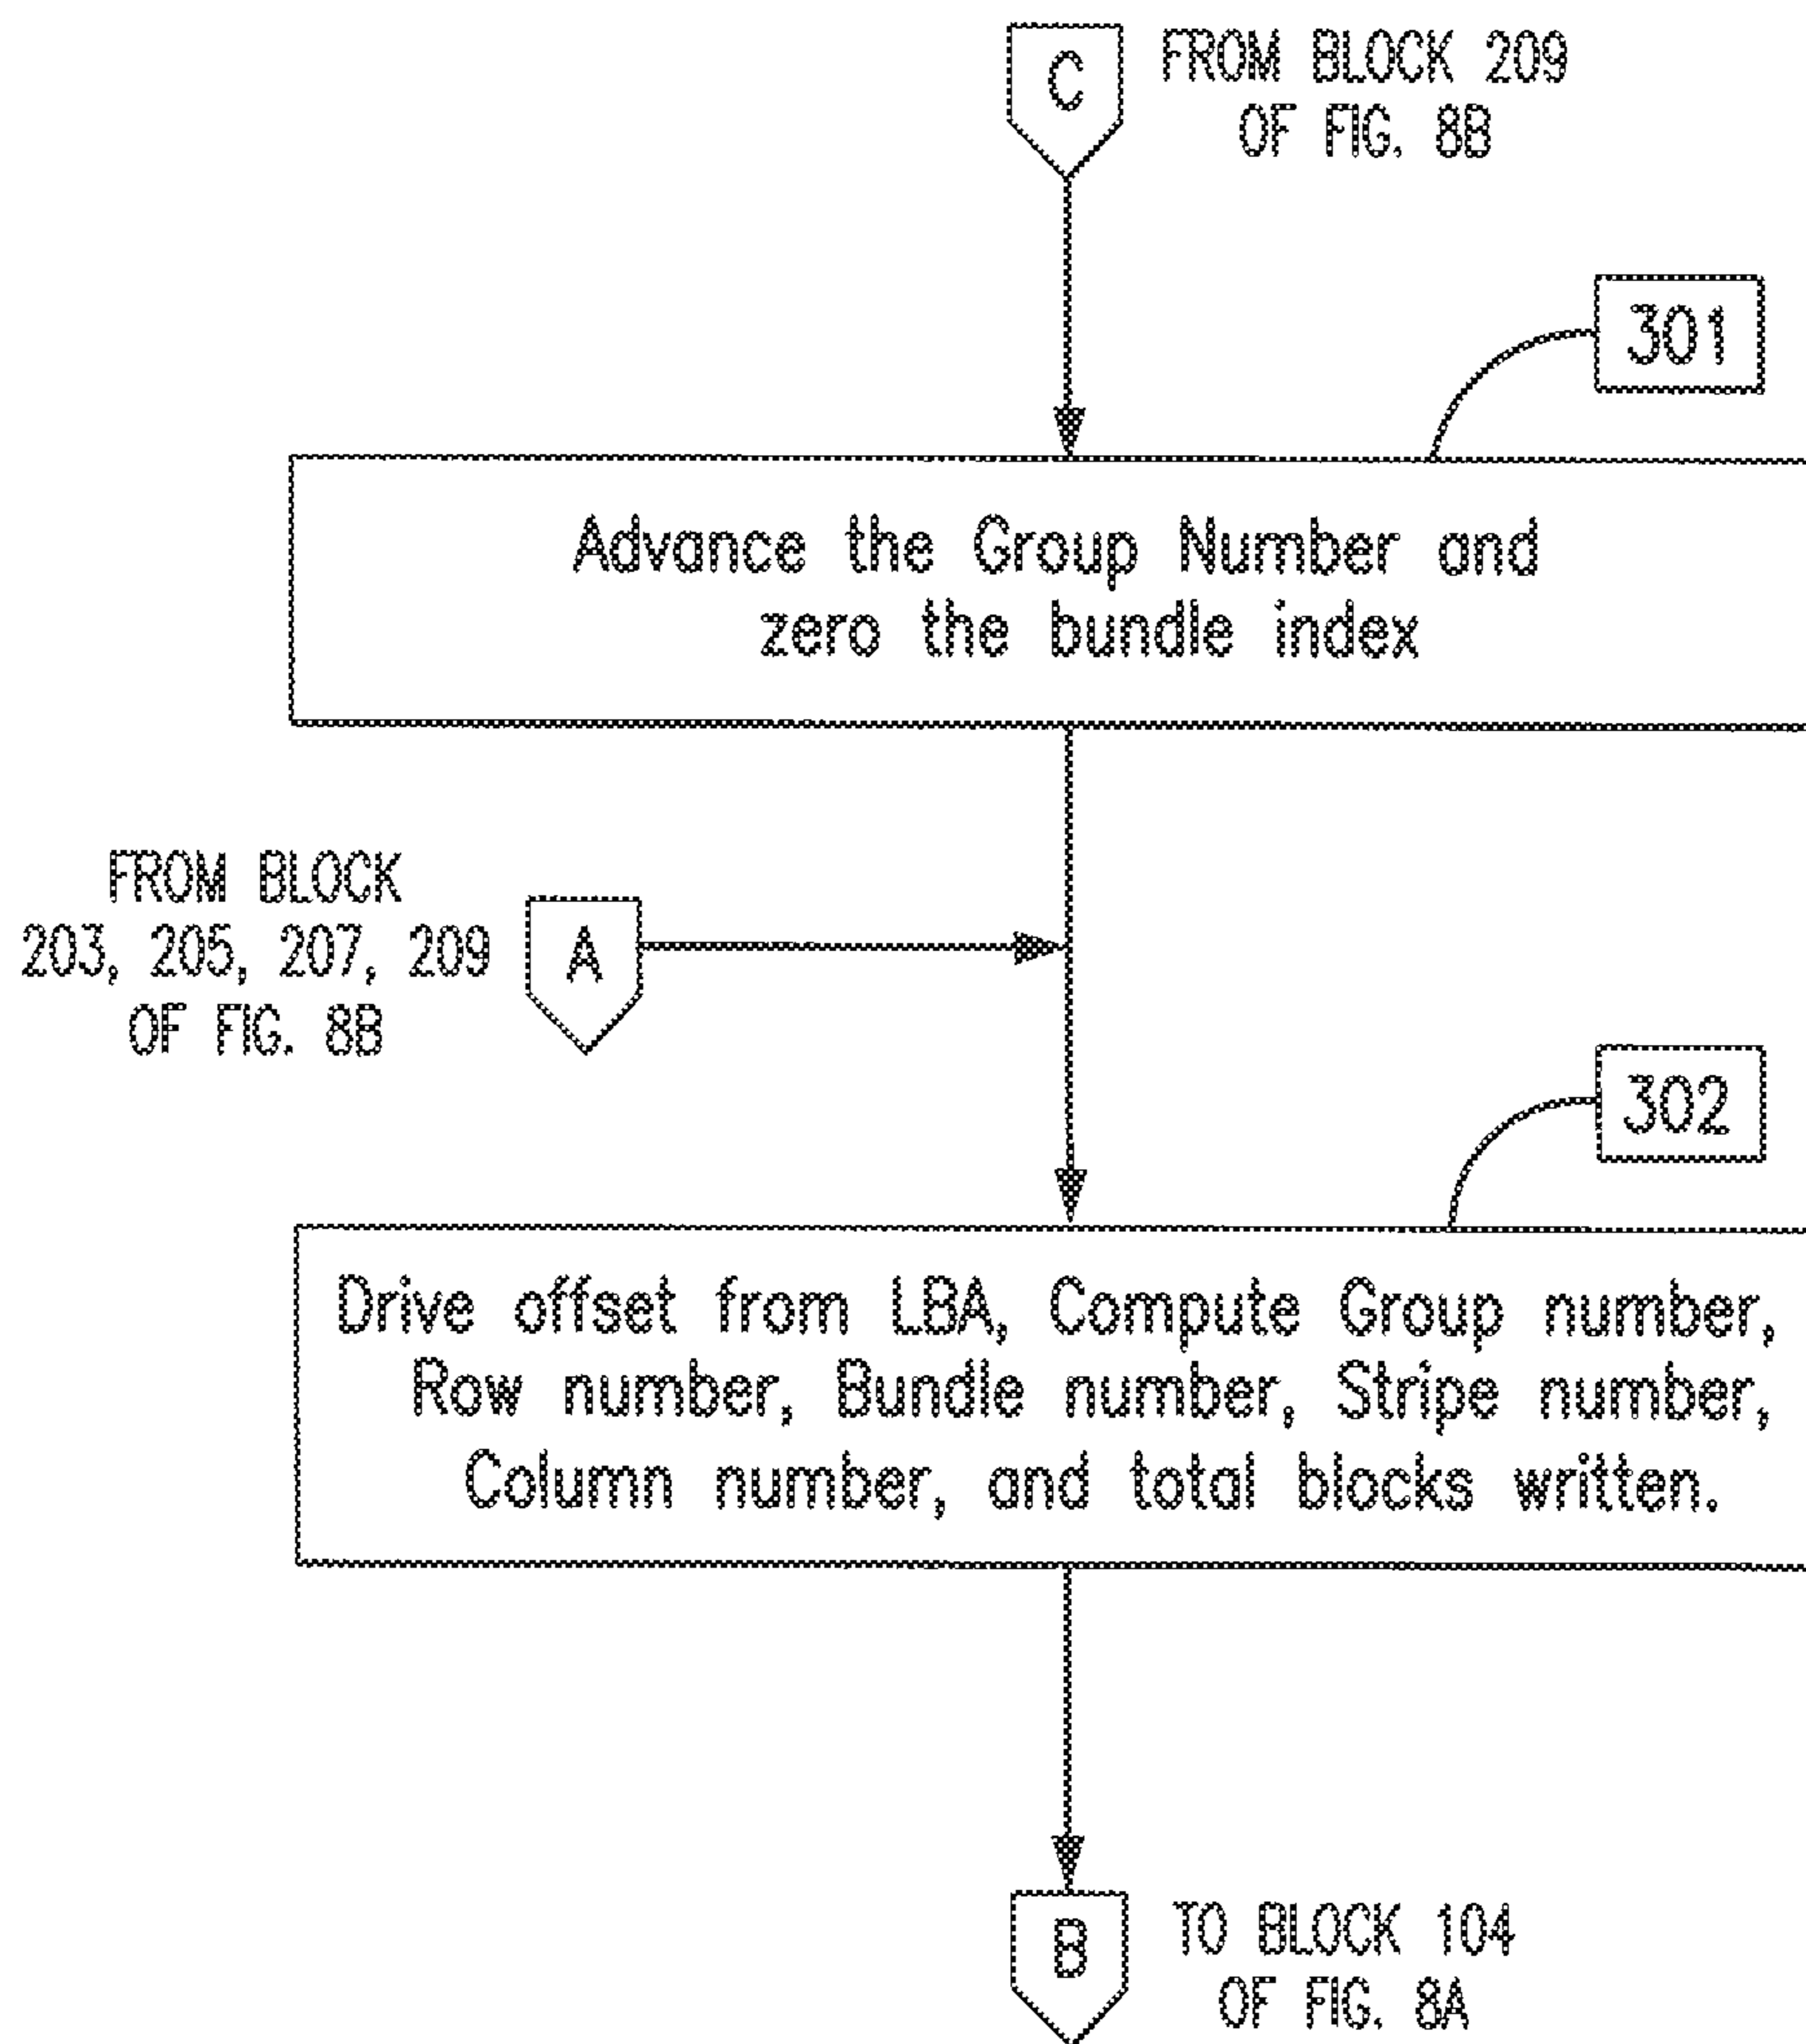 C
FROM BLOCK 209
OF FIG. 8B
301
Advance the Group Number and
zero the bundle index
FROM BLOCK
203, 205, 207, 209
OF FIG. 8B
A
302
Drive offset from LBA, Compute Group number,
Row number, Bundle number, Stripe number,
Column number, and total blocks written.
B
TO BLOCK 104
OF FIG. 8A